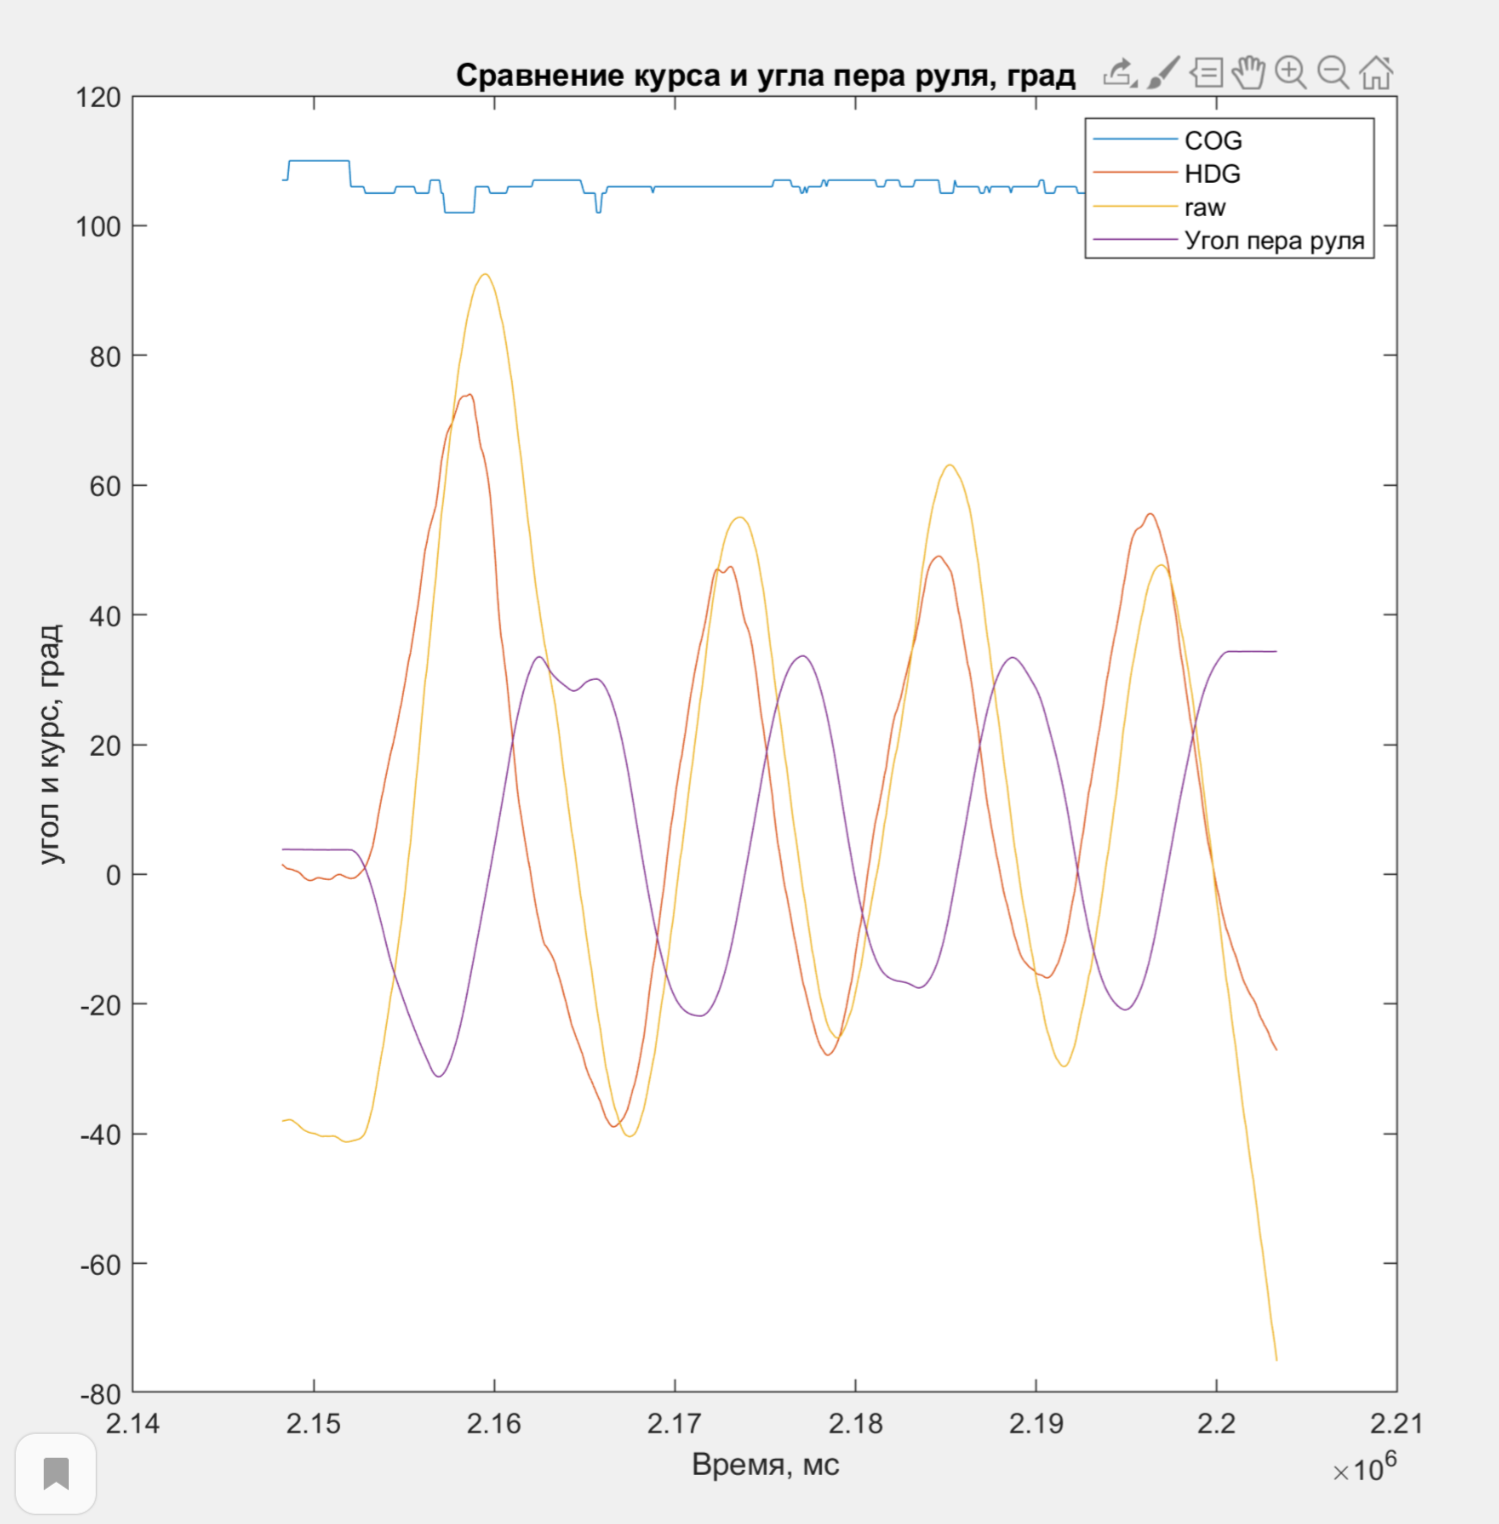 Сравнение курса и угла пера руля, град
120
100
80
60
40
20
0
-20
-40
-60
-80
угол и курс, град
COG
HDG
raw
Угол пера руля
2.14 2.15 2.16 2.17 2.18 2.19 2.2 2.21
Время, мс
×10⁶